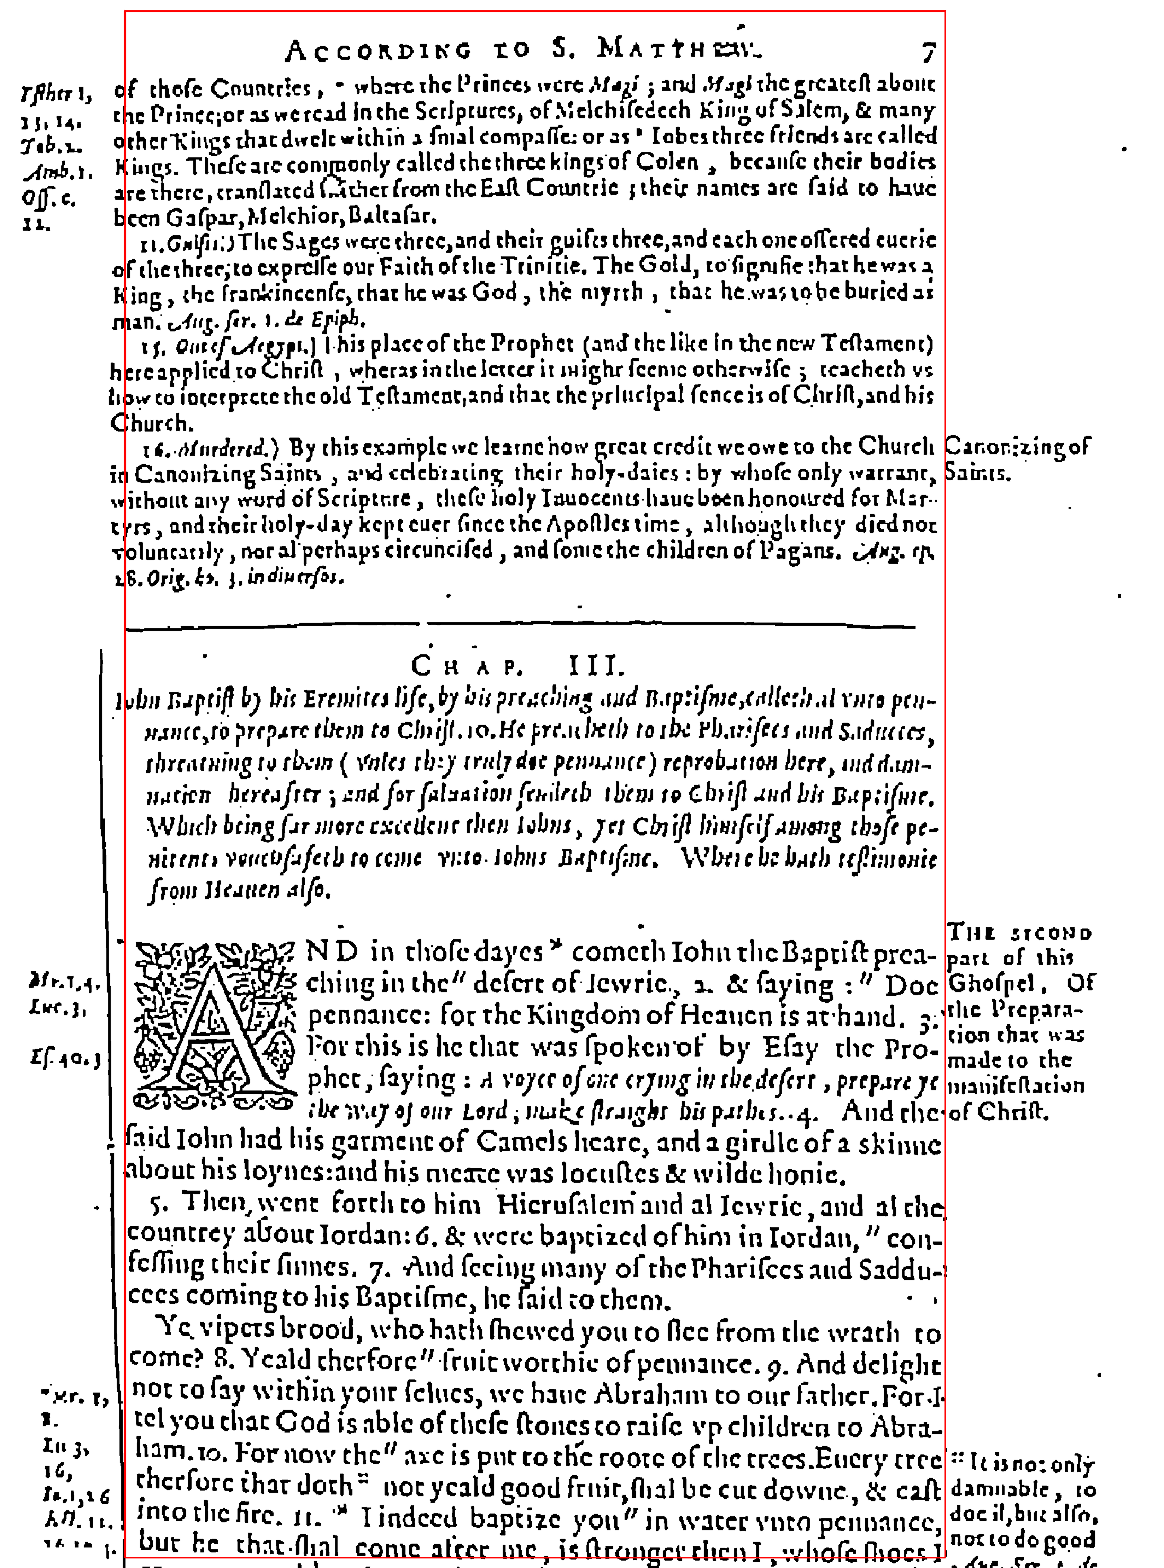 ACCORDING TO S. MATTHEW. 7
of thoſe Countries, " where the Princes were Magi; and Magi the greateſt about
the Prince; or as we read in the Scriptures, of Melchiſedech King of Salem, & many
other Kings that dwelt within a ſmal compaſſe: or as * Iobes three friends are called
Kings. Theſe are commonly called the three kings of Colen, becauſe their bodies
are there, tranſlated thither from the Eaſt Countrie; their names are ſaid to haue
been Gaſpar, Melchior, Baltaſar.
11. The Sages were three, and their guifts three, and each one offered euerie
of the three; to expreſſe our Faith of the Trinitie. The Gold, to ſignifie that he was a
King, the frankincenſe, that he was God, the myrrh, that he was to be buried as
man. Aug. ſer. 1. de Epiph.
15. Out of Aegypt.] This place of the Prophet (and the like in the new Teſtament)
here applied to Chriſt, wheras in the letter it might ſeeme otherwiſe; teacheth vs
how to interprete the old Teſtament, and that the principal ſence is of Chriſt, and his
Church.
16. Murdered.) By this example we learne how great credit we owe to the Church
in Canonizing Saints, and celebrating their holy-daies: by whoſe only warrant,
without any word of Scripture, theſe holy Innocents haue been honoured for Mar-
tyrs, and their holy-day kept euer ſince the Apoſtles time, although they died not
voluntarily, nor al perhaps circunciſed, and ſome the children of Pagans. Aug. ep.
28. Orig. ho. 3. in diuerſos.
Iſther 1,
13, 14.
Iob. 2.
Amb. 1.
Off. c.
12.
Canonizing of
Saints.
CHAP. III.
Iohn Baptiſt by his Eremites life, by his preaching and Baptiſme, calleth al vnto pen-
nance, to prepare them to Chriſt. 10. He preacheth to the Phariſees and Saducees,
threatning to them (vnles they truly doe pennance) reprobation here, and dam-
nation hereafter; and for ſaluation ſendeth them to Chriſt and his Baptiſme.
Which being far more excellent then Iohns, yet Chriſt himſelf among thoſe pe-
nitents vouchſafeth to come vnto Iohns Baptiſme. Where he hath teſtimonie
from Heauen alſo.
AND in thoſe dayes * cometh Iohn the Baptiſt prea-
ching in the " deſert of Iewrie, 2. & ſaying: " Doe
pennance: for the Kingdom of Heauen is at hand. 3.
For this is he that was ſpoken of by Eſay the Pro-
phet, ſaying: A voyce of one crying in the deſert, prepare ye
the way of our Lord, make ſtraight his pathes. 4. And the
ſaid Iohn had his garment of Camels heare, and a girdle of a skinne
about his loynes: and his meate was locuſtes & wilde honie.
5. Then went forth to him Hieruſalem and al Iewrie, and al the
countrey about Iordan: 6. & were baptized of him in Iordan, " con-
feſſing their ſinnes. 7. And ſeeing many of the Phariſees and Saddu-
cees coming to his Baptiſme, he ſaid to them.
Ye vipers brood, who hath ſhewed you to flee from the wrath to
come? 8. Yeald therfore " fruit worthie of pennance. 9. And delight
not to ſay within your ſelues, we haue Abraham to our father. For I
tel you that God is able of theſe ſtones to raiſe vp children to Abra-
ham. 10. For now the " axe is put to the roote of the trees. Euery tree
therfore that doth :: not yeald good fruit, ſhal be cut downe, & caſt
into the fire. 11. * I indeed baptize you " in water vnto pennance,
but he that ſhal come after me, is ſtronger then I, whoſe ſhoes I
Mr. 1, 4.
Luc. 3,
Eſ. 40. 3
Mr. 1,
8.
Lu 3,
16,
Io. 1, 26
Act. 11.
THE SECOND
part of this
Ghoſpel, Of
the Prepara-
tion that was
made to the
manifeſtation
of Chriſt.
:: It is not only
damnable, to
doe il, but alſo,
not to do good